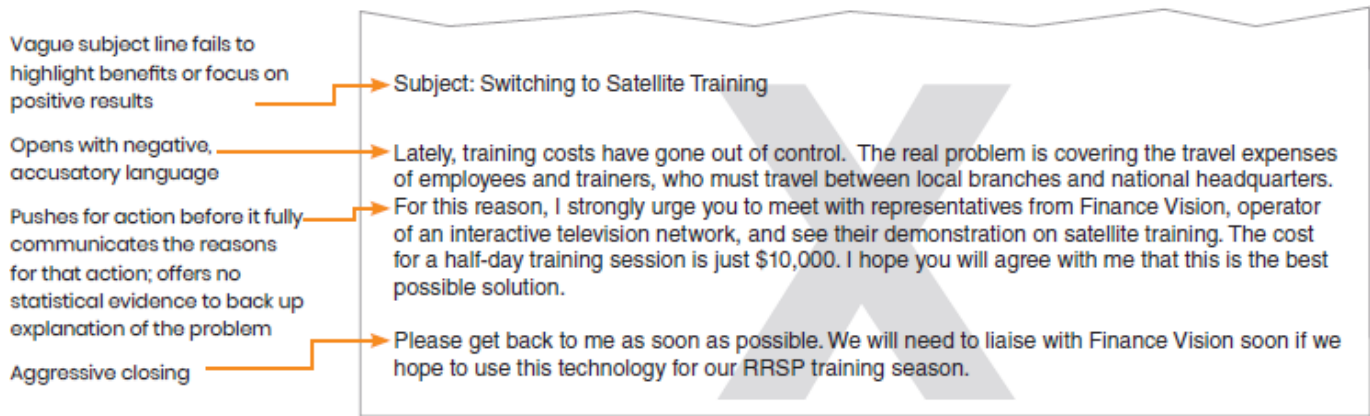 Vague subject line fails to
highlight benefits or focus on
positive results
Opens with negative,
accusatory language
Pushes for action before it fully
communicates the reasons
for that action; offers no
statistical evidence to back up
explanation of the problem
Aggressive closing
Subject: Switching to Satellite Training
Lately, training costs have gone out of control. The real problem is covering the travel expenses
of employees and trainers, who must travel between local branches and national headquarters.
For this reason, I strongly urge you to meet with representatives from Finance Vision, operator
of an interactive television network, and see their demonstration on satellite training. The cost
for a half-day training session is just $10,000. I hope you will agree with me that this is the best
possible solution.
Please get back to me as soon as possible. We will need to liaise with Finance Vision soon if we
hope to use this technology for our RRSP training season.
X